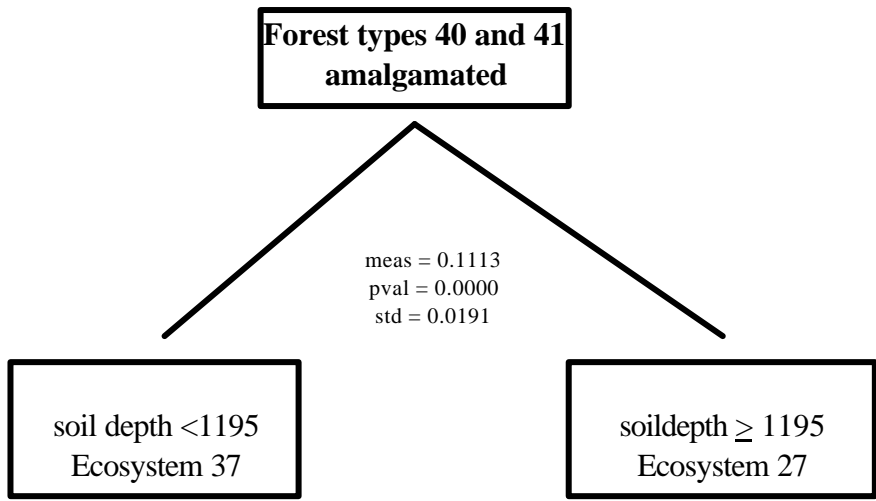 Forest types 40 and 41
amalgamated
meas = 0.1113
pval = 0.0000
std = 0.0191
soil depth <1195
Ecosystem 37
soildepth ≥ 1195
Ecosystem 27